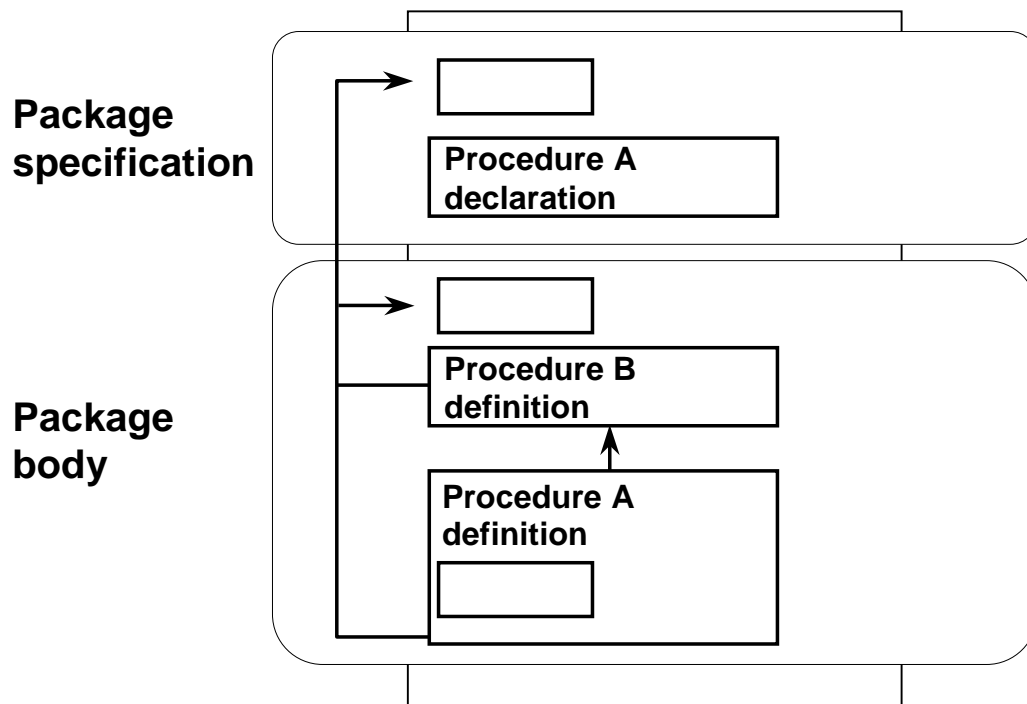 Package
specification
Procedure A
declaration
Package
body
Procedure B
definition
Procedure A
definition